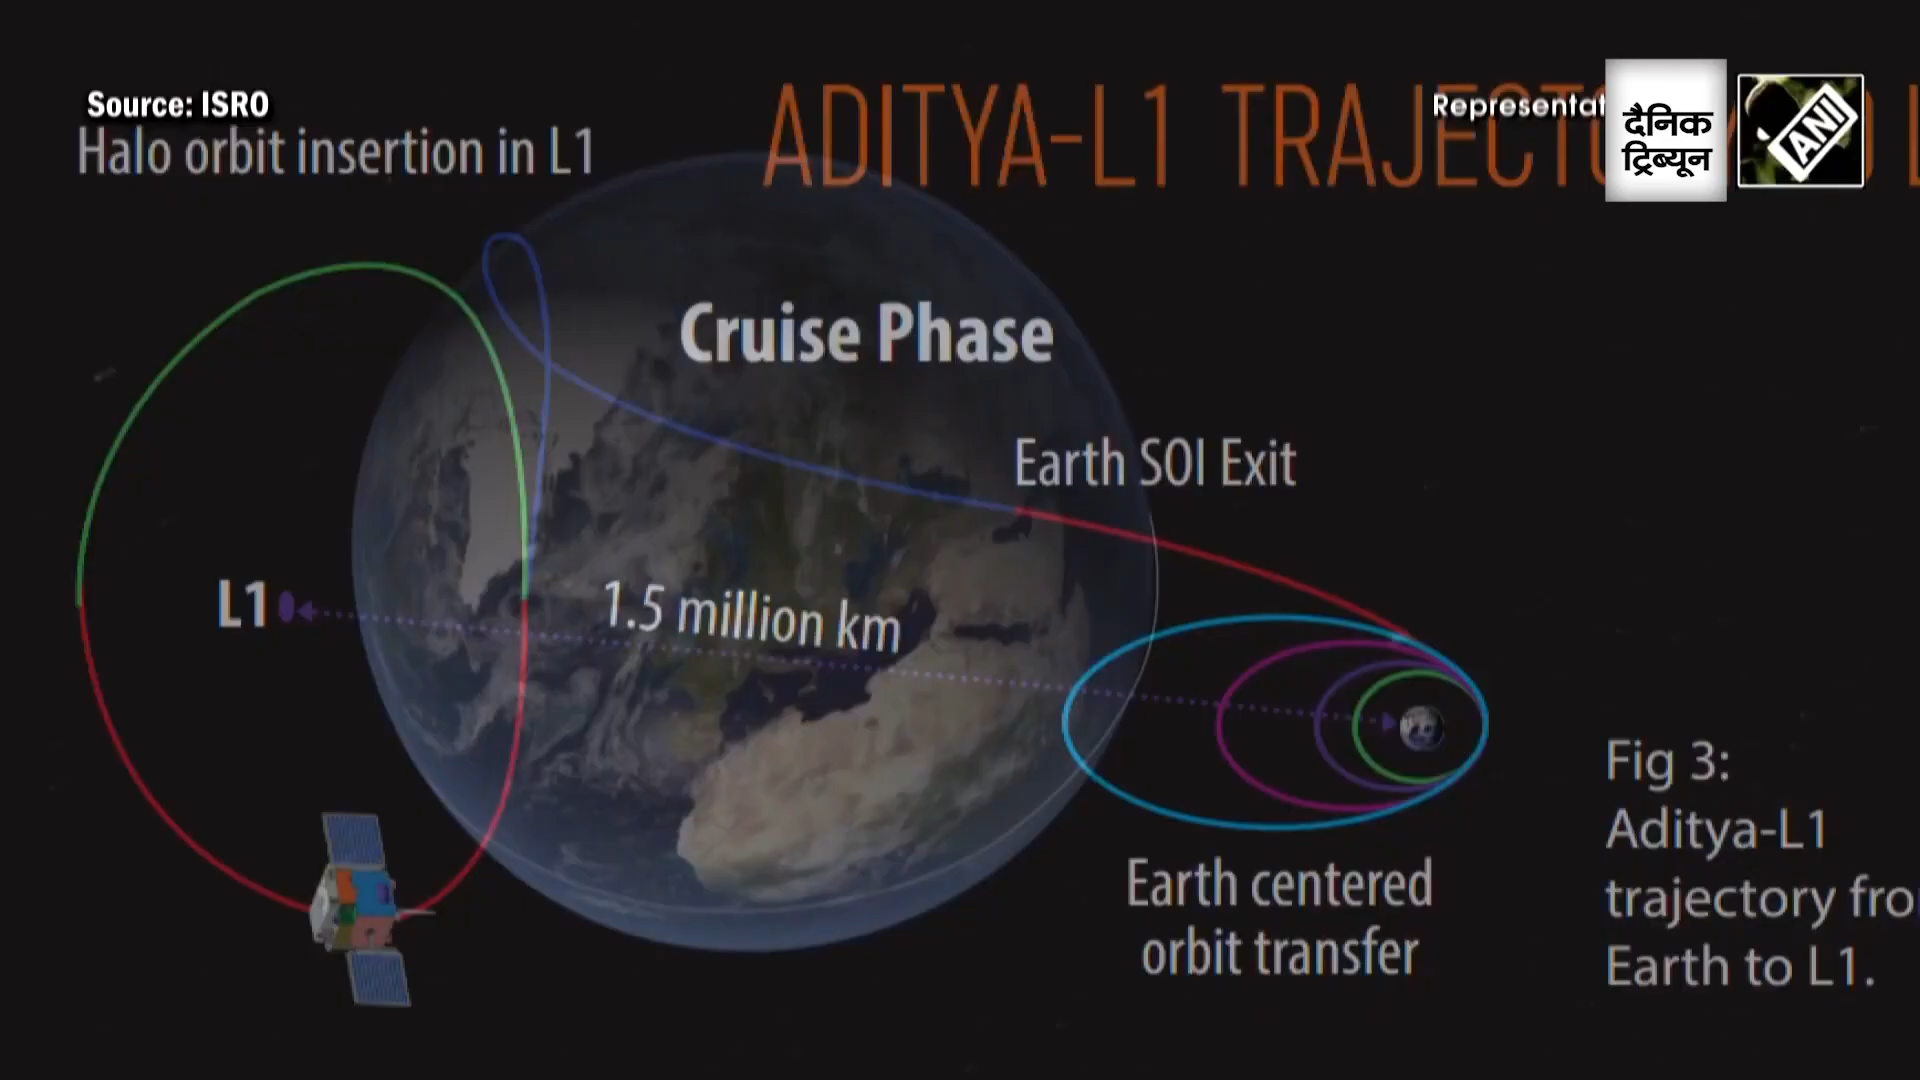 Source: ISRO
Halo orbit insertion in L1
ADITYA-L1
Representat
दैनिक
ट्रिब्यून
ANI
Cruise Phase
Earth SOI Exit
L1
1.5 million km
Earth centered
orbit transfer
Fig 3:
Aditya-L1
trajectory fro
Earth to L1.